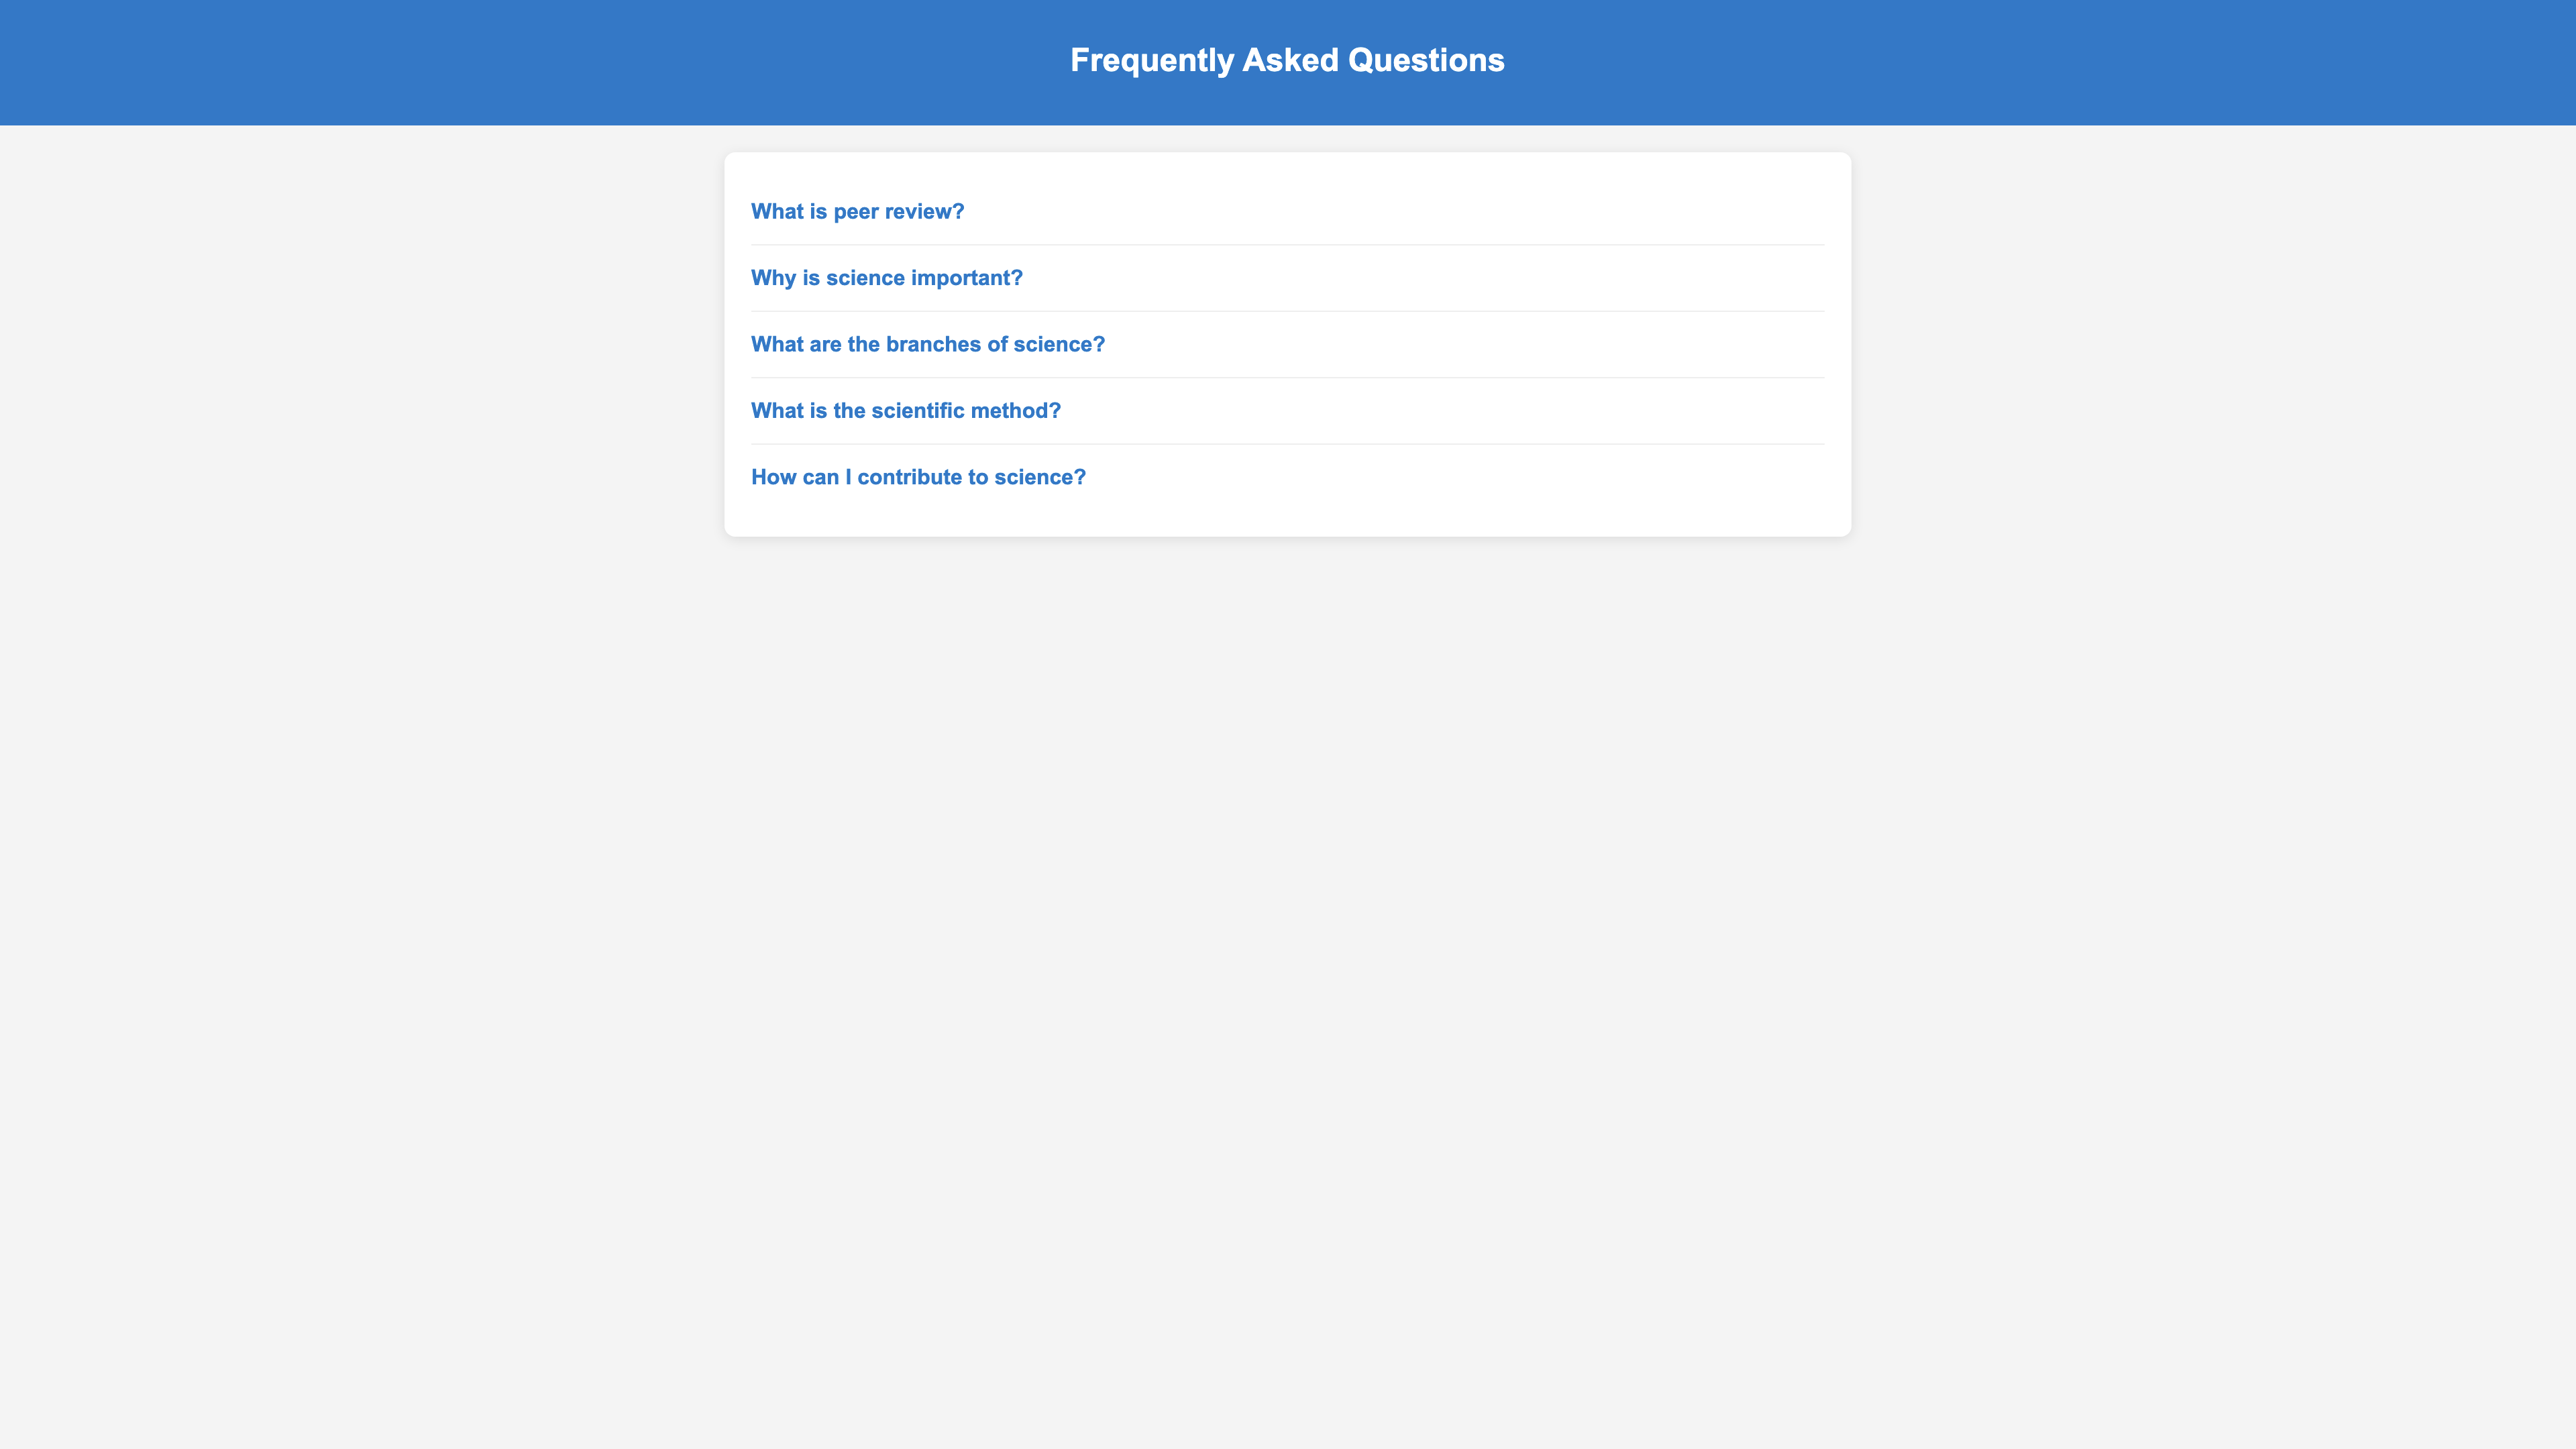 Frequently Asked Questions
What is peer review?
Why is science important?
What are the branches of science?
What is the scientific method?
How can I contribute to science?